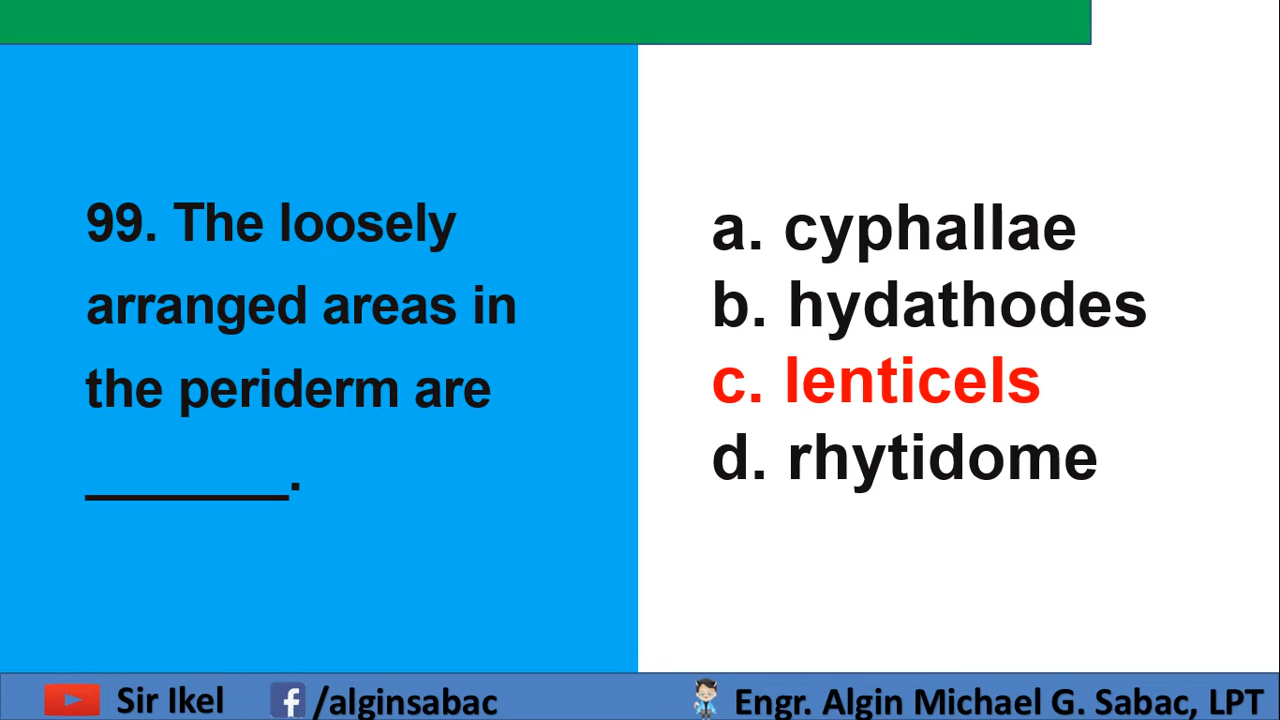 99. The loosely
arranged areas in
the periderm are
_______.
a. cyphallae
b. hydathodes
c. lenticels
d. rhytidome
Sir Ikel
/alginsabac
Engr. Algin Michael G. Sabac, LPT